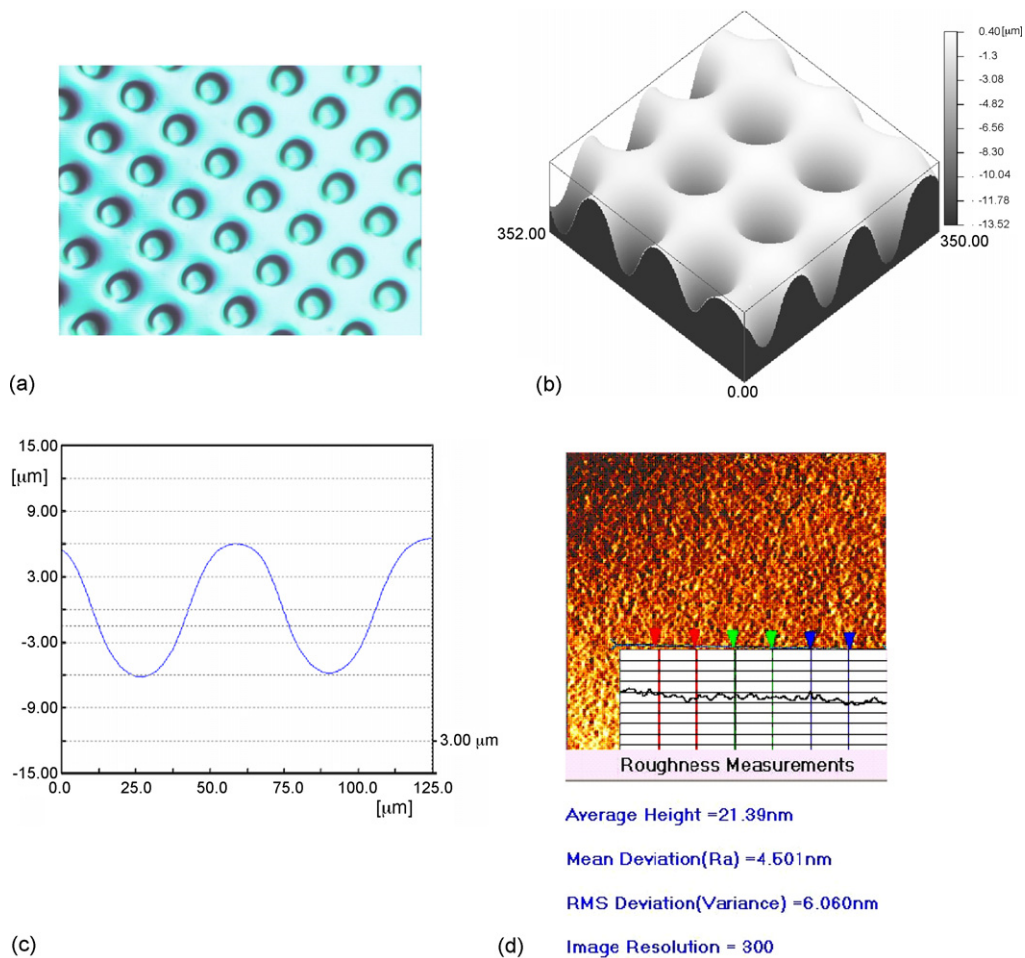 0.40[μm]
-1.3
-3.08
-4.82
-6.56
-8.30
-10.04
-11.78
-13.52
352.00
350.00
0.00
(a)
(b)
15.00
[μm]
9.00
3.00
-3.00
-9.00
-15.00
3.00 μm
0.0
25.0
50.0
75.0
100.0
125.0
[μm]
(c)
Roughness Measurements
Average Height =21.39nm
Mean Deviation(Ra) =4.501nm
RMS Deviation(Variance) =6.060nm
Image Resolution = 300
(d)